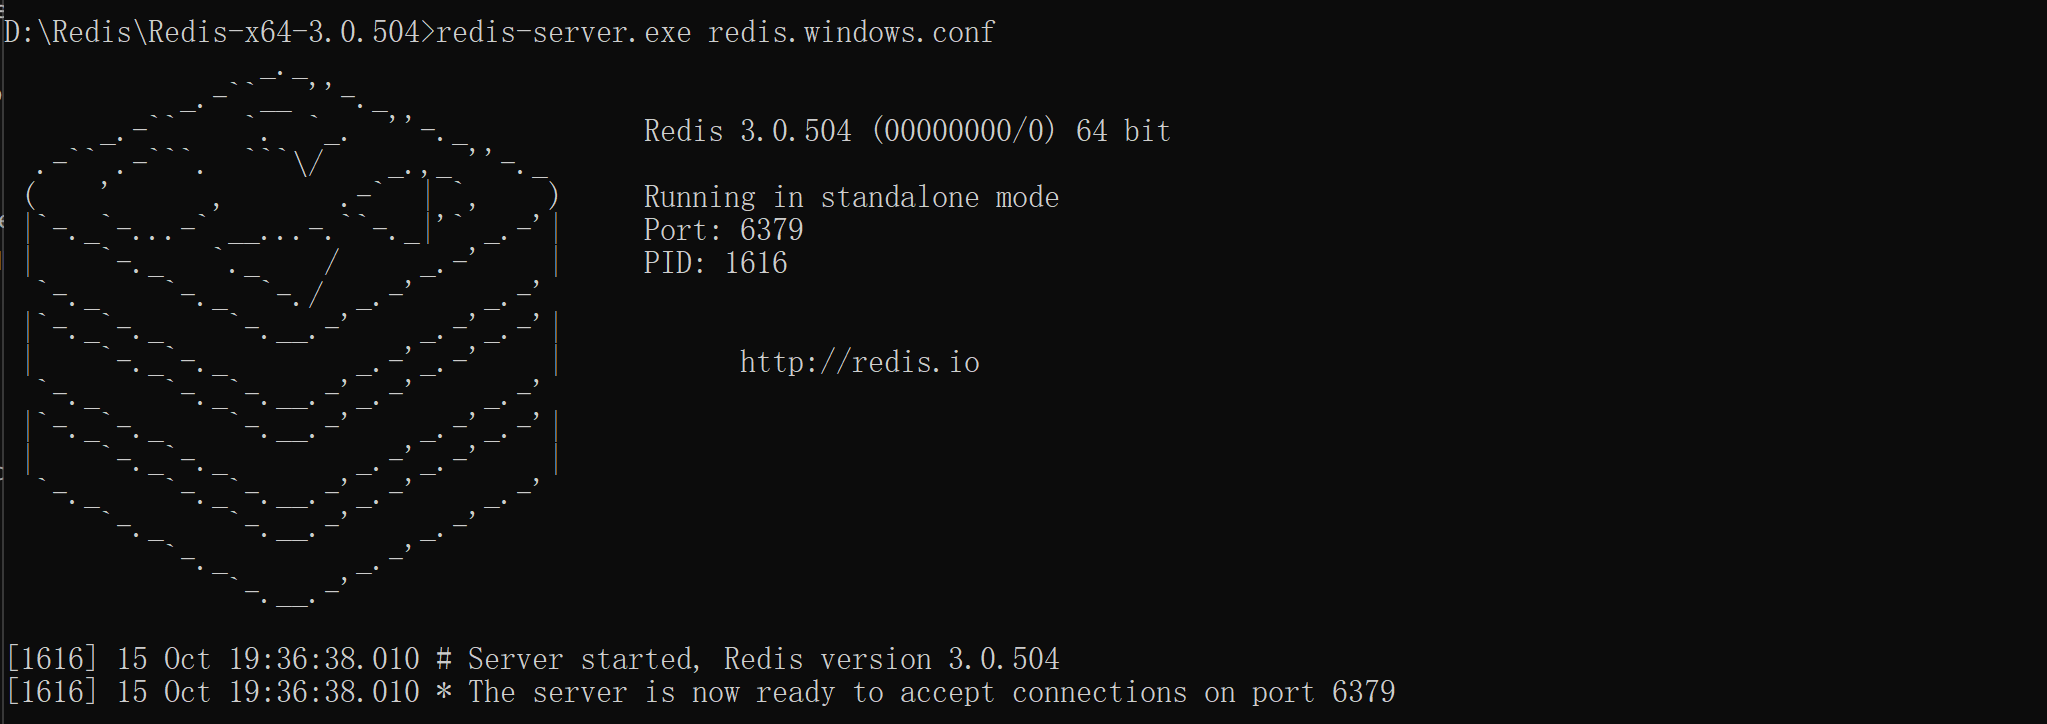 D:\Redis\Redis-x64-3.0.504>redis-server.exe redis.windows.conf
Redis 3.0.504 (00000000/0) 64 bit
Running in standalone mode
Port: 6379
PID: 1616
http://redis.io
[1616] 15 Oct 19:36:38.010 # Server started, Redis version 3.0.504
[1616] 15 Oct 19:36:38.010 * The server is now ready to accept connections on port 6379